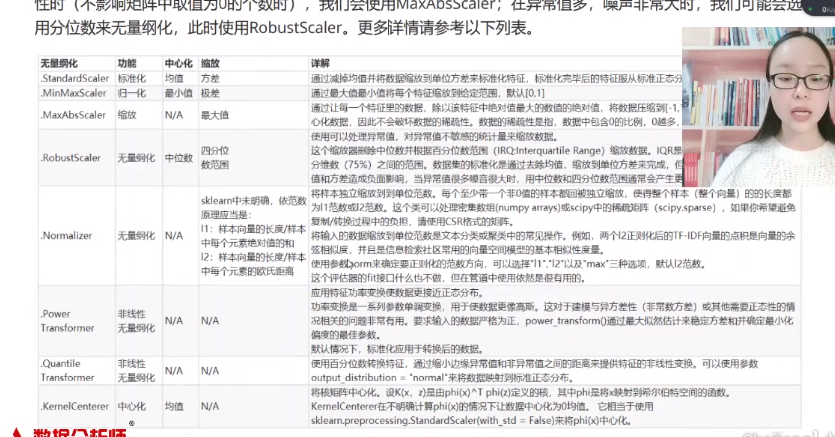 性时（不影响矩阵中取值为0的个数时），我们会使用MaxAbsScaler；在异常值多，噪声非常大时，我们可能会选
用分位数来无量纲化，此时使用RobustScaler。更多详情请参考以下列表。
无量纲化 功能 中心化 缩放 详解
.StandardScaler 标准化 均值 方差 通过减掉均值并将数据缩放到单位方差来标准化特征，标准化完毕后的特征服从标准正态分
.MinMaxScaler 归一化 最小值 极差 通过最大值最小值将每个特征缩放到给定范围，默认[0,1]
.MaxAbsScaler 缩放 N/A 最大值 通过让每一个特征里的数据，除以该特征中绝对值最大的数值的绝对值，将数据压缩到[-1,
心化数据，因此不会破坏数据的稀疏性。数据的稀疏性是指，数据中包含0的比例，0越多，
.RobustScaler 无量纲化 中位数 四分位
数范围
使用可以处理异常值，对异常值不敏感的统计量来缩放数据。
这个缩放器删除中位数并根据百分位数范围（IRQ:Interquartile Range）缩放数据。IQR是
分维数（75%）之间的范围。数据集的标准化是通过去除均值，缩放到单位方差来完成，但
值和方差造成负面影响，当异常值很多噪音很大时，用中位数和四分位数范围通常会产生更
.Normalizer 无量纲化 N/A sklearn中未明确，依范数
原理应当是：
l1：样本向量的长度/样本
中每个元素绝对值的和
l2：样本向量的长度/样本
中每个元素的欧氏距离
将样本独立缩放到单位范数。每个至少带一个非0值的样本都回被独立缩放，使得整个样本（整个向量）的的长度都
为l1范数或l2范数。这个类可以处理密集数组(numpy arrays)或scipy中的稀疏矩阵（scipy.sparse），如果你希望避免
复制/转换过程中的负担，请使用CSR格式的矩阵。
将输入的数据缩放到单位范数是文本分类或聚类中的常见操作。例如，两个l2正则化后的TF-IDF向量的点积是向量的余
弦相似度，并且是信息检索社区常用的向量空间模型的基本相似性度量。
使用参数norm来确定要正则化的范数方向，可以选择"l1","l2"以及"max"三种选项，默认l2范数。
这个评估器的fit接口什么也不做，但在管道中使用依然是很有用的。
.Power
Transformer
非线性
无量纲化
N/A N/A 应用特征功率变换使数据更接近正态分布。
功率变换是一系列参数单调变换，用于使数据更像高斯。这对于建模与异方差性（非常数方差）或其他需要正态性的情
况相关的问题非常有用。要求输入的数据严格为正，power_transform()通过最大似然估计来稳定方差和并确定最小化
偏度的最佳参数。
默认情况下，标准化应用于转换后的数据。
.Quantile
Transformer
非线性
无量纲化
N/A N/A 使用百分位数转换特征，通过缩小边缘异常值和非异常值之间的距离来提供特征的非线性变换。可以使用参数
output_distribution = "normal"来将数据映射到标准正态分布。
.KernelCenterer 中心化 均值 N/A 将核矩阵中心化。设K(x，z）是由phi(x)^T phi(z)定义的核，其中phi是将x映射到希尔伯特空间的函数。
KernelCenterer在不明确计算phi(x)的情况下让数据中心化为0均值。 它相当于使用
sklearn.preprocessing.StandardScaler(with_std = False)来将phi(x)中心化。
数据分析师